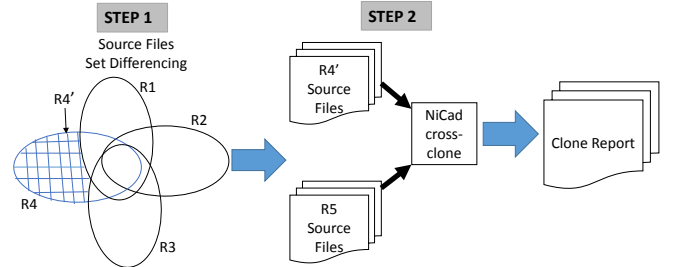 STEP 1
Source Files
Set Differencing
R4’
R1
R2
R4
R3
STEP 2
R4’
Source
Files
R5
Source
Files
NiCad
cross-
clone
Clone Report